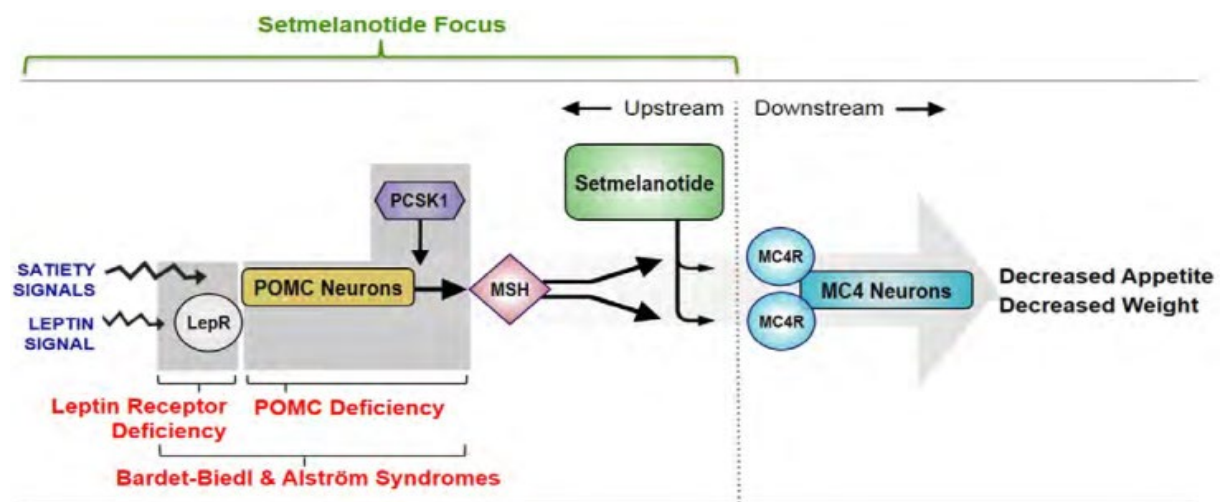 Setmelanotide Focus
Upstream
Downstream
Setmelanotide
PCSK1
SATIETY
SIGNALS
LEPTIN
SIGNAL
LepR
POMC Neurons
MSH
MC4R
MC4R
MC4 Neurons
Decreased Appetite
Decreased Weight
Leptin Receptor
Deficiency
POMC Deficiency
Bardet-Biedl & Alström Syndromes